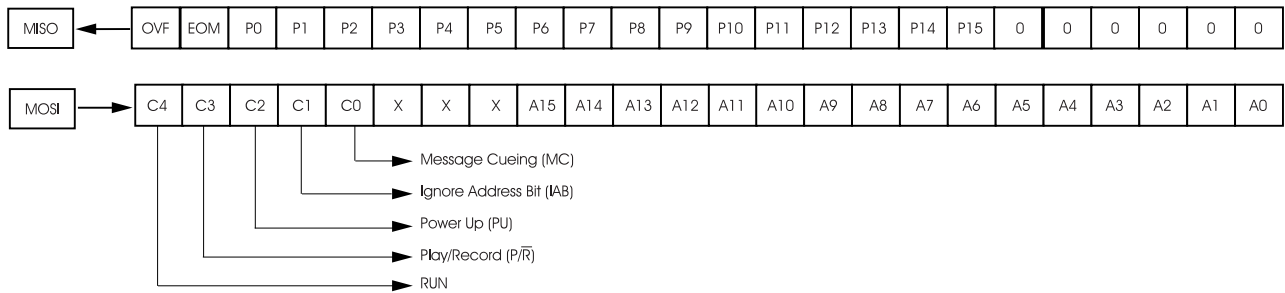 MISO OVF EOM P0 P1 P2 P3 P4 P5 P6 P7 P8 P9 P10 P11 P12 P13 P14 P15 0 0 0 0 0 0
MOSI C4 C3 C2 C1 C0 X X X A15 A14 A13 A12 A11 A10 A9 A8 A7 A6 A5 A4 A3 A2 A1 A0
Message Cueing (MC)
Ignore Address Bit (IAB)
Power Up (PU)
Play/Record (P/R̅)
RUN